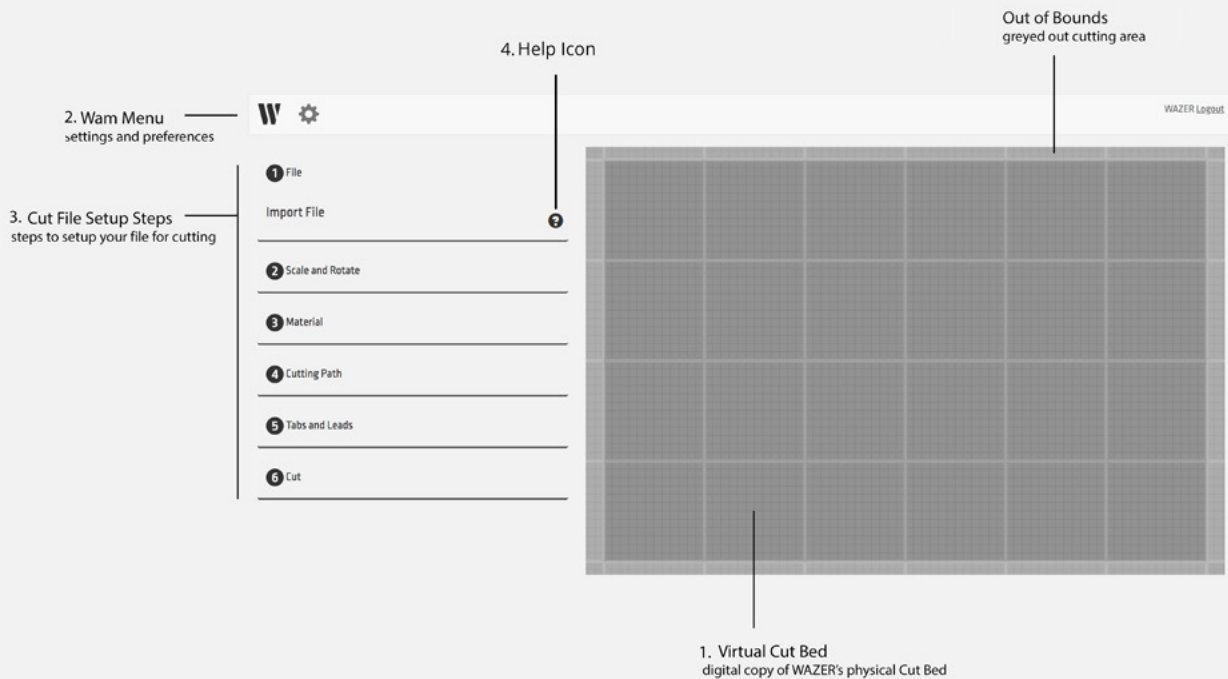 Out of Bounds
greyed out cutting area
4. Help Icon
2. Wam Menu
settings and preferences
W
WAZER Logout
1 File
Import File
?
3. Cut File Setup Steps
steps to setup your file for cutting
2 Scale and Rotate
3 Material
4 Cutting Path
5 Tabs and Leads
6 Cut
1. Virtual Cut Bed
digital copy of WAZER's physical Cut Bed